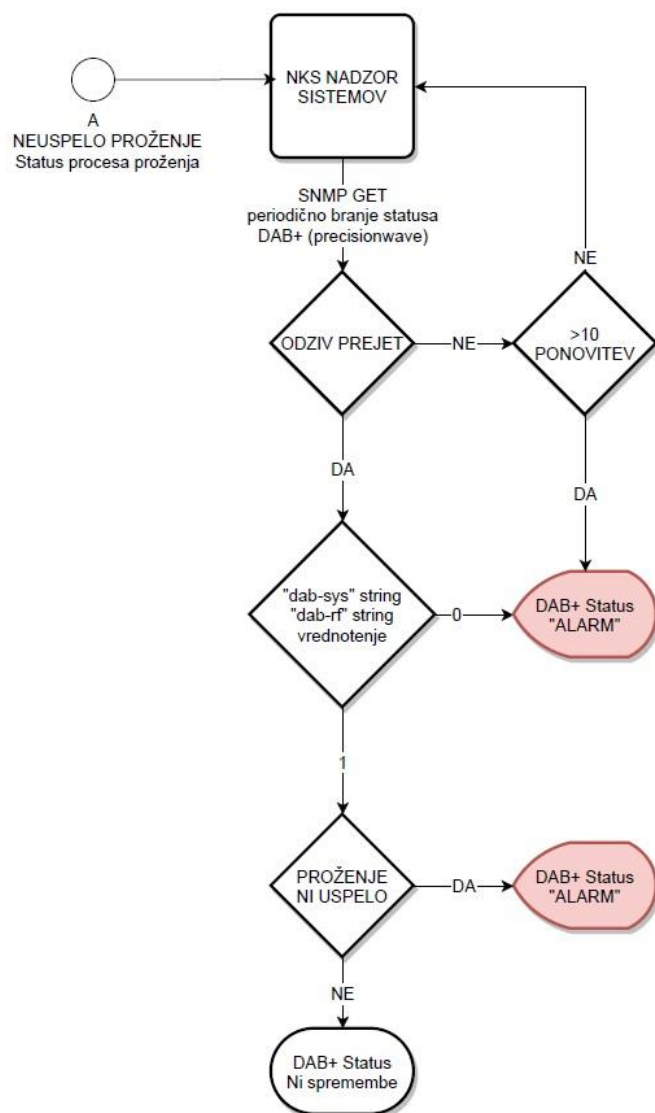 NKS NADZOR
SISTEMOV
A
NEUSPELO PROŽENJE
Status procesa proženja
SNMP GET
periodično branje statusa
DAB+ (precisionwave)
NE
ODZIV PREJET
NE
>10
PONOVITEV
DA
DA
"dab-sys" string
"dab-rf" string
vrednotenje
0
DAB+ Status
"ALARM"
1
PROŽENJE
NI USPELO
DA
DAB+ Status
"ALARM"
NE
DAB+ Status
Ni spremembe